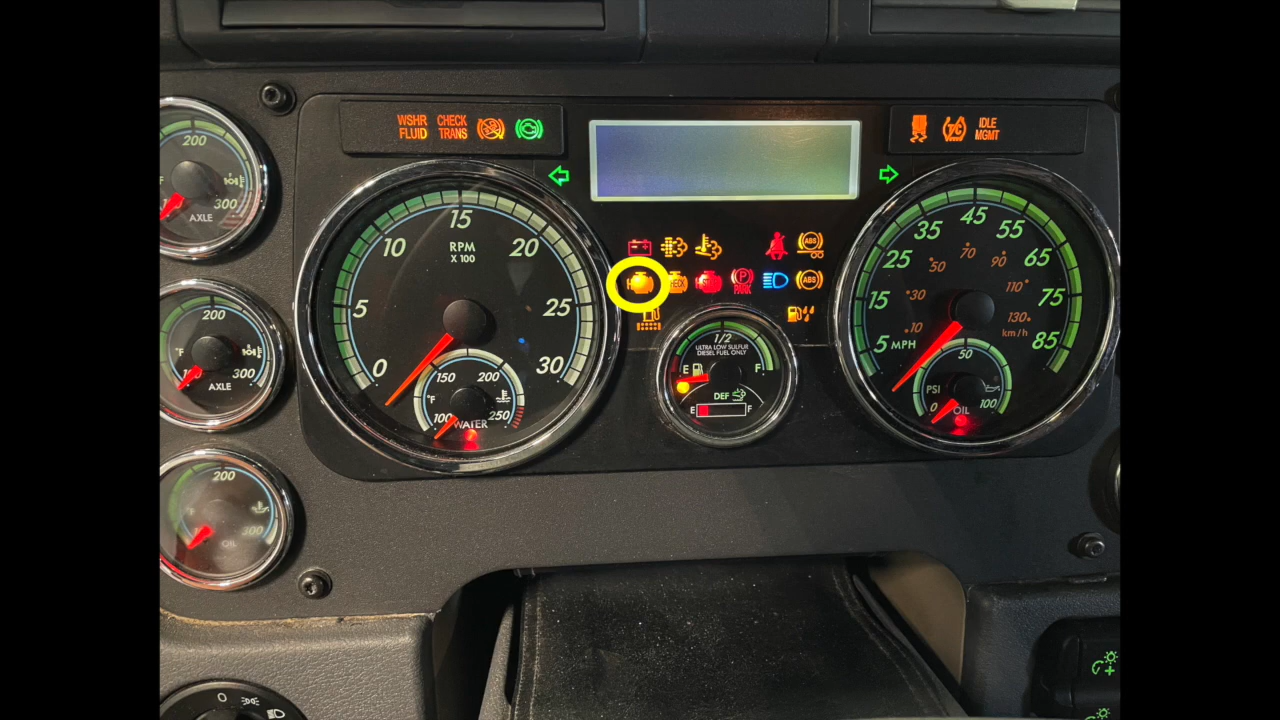 WSHR
FLUID
CHECK
TRANS
IDLE
MGMT
200
300
AXLE
°F
200
300
AXLE
200
300
OIL
0
5
10
15
20
25
30
RPM
X 100
°F
100
150
200
250
WATER
ABS
ABS
P
PARK
1/2
ULTRA LOW SULFUR
DIESEL FUEL ONLY
E
F
DEF
E
F
5
15
25
35
45
55
65
75
85
MPH
10
30
50
70
90
110
130
km/h
PSI
0
50
100
OIL
O